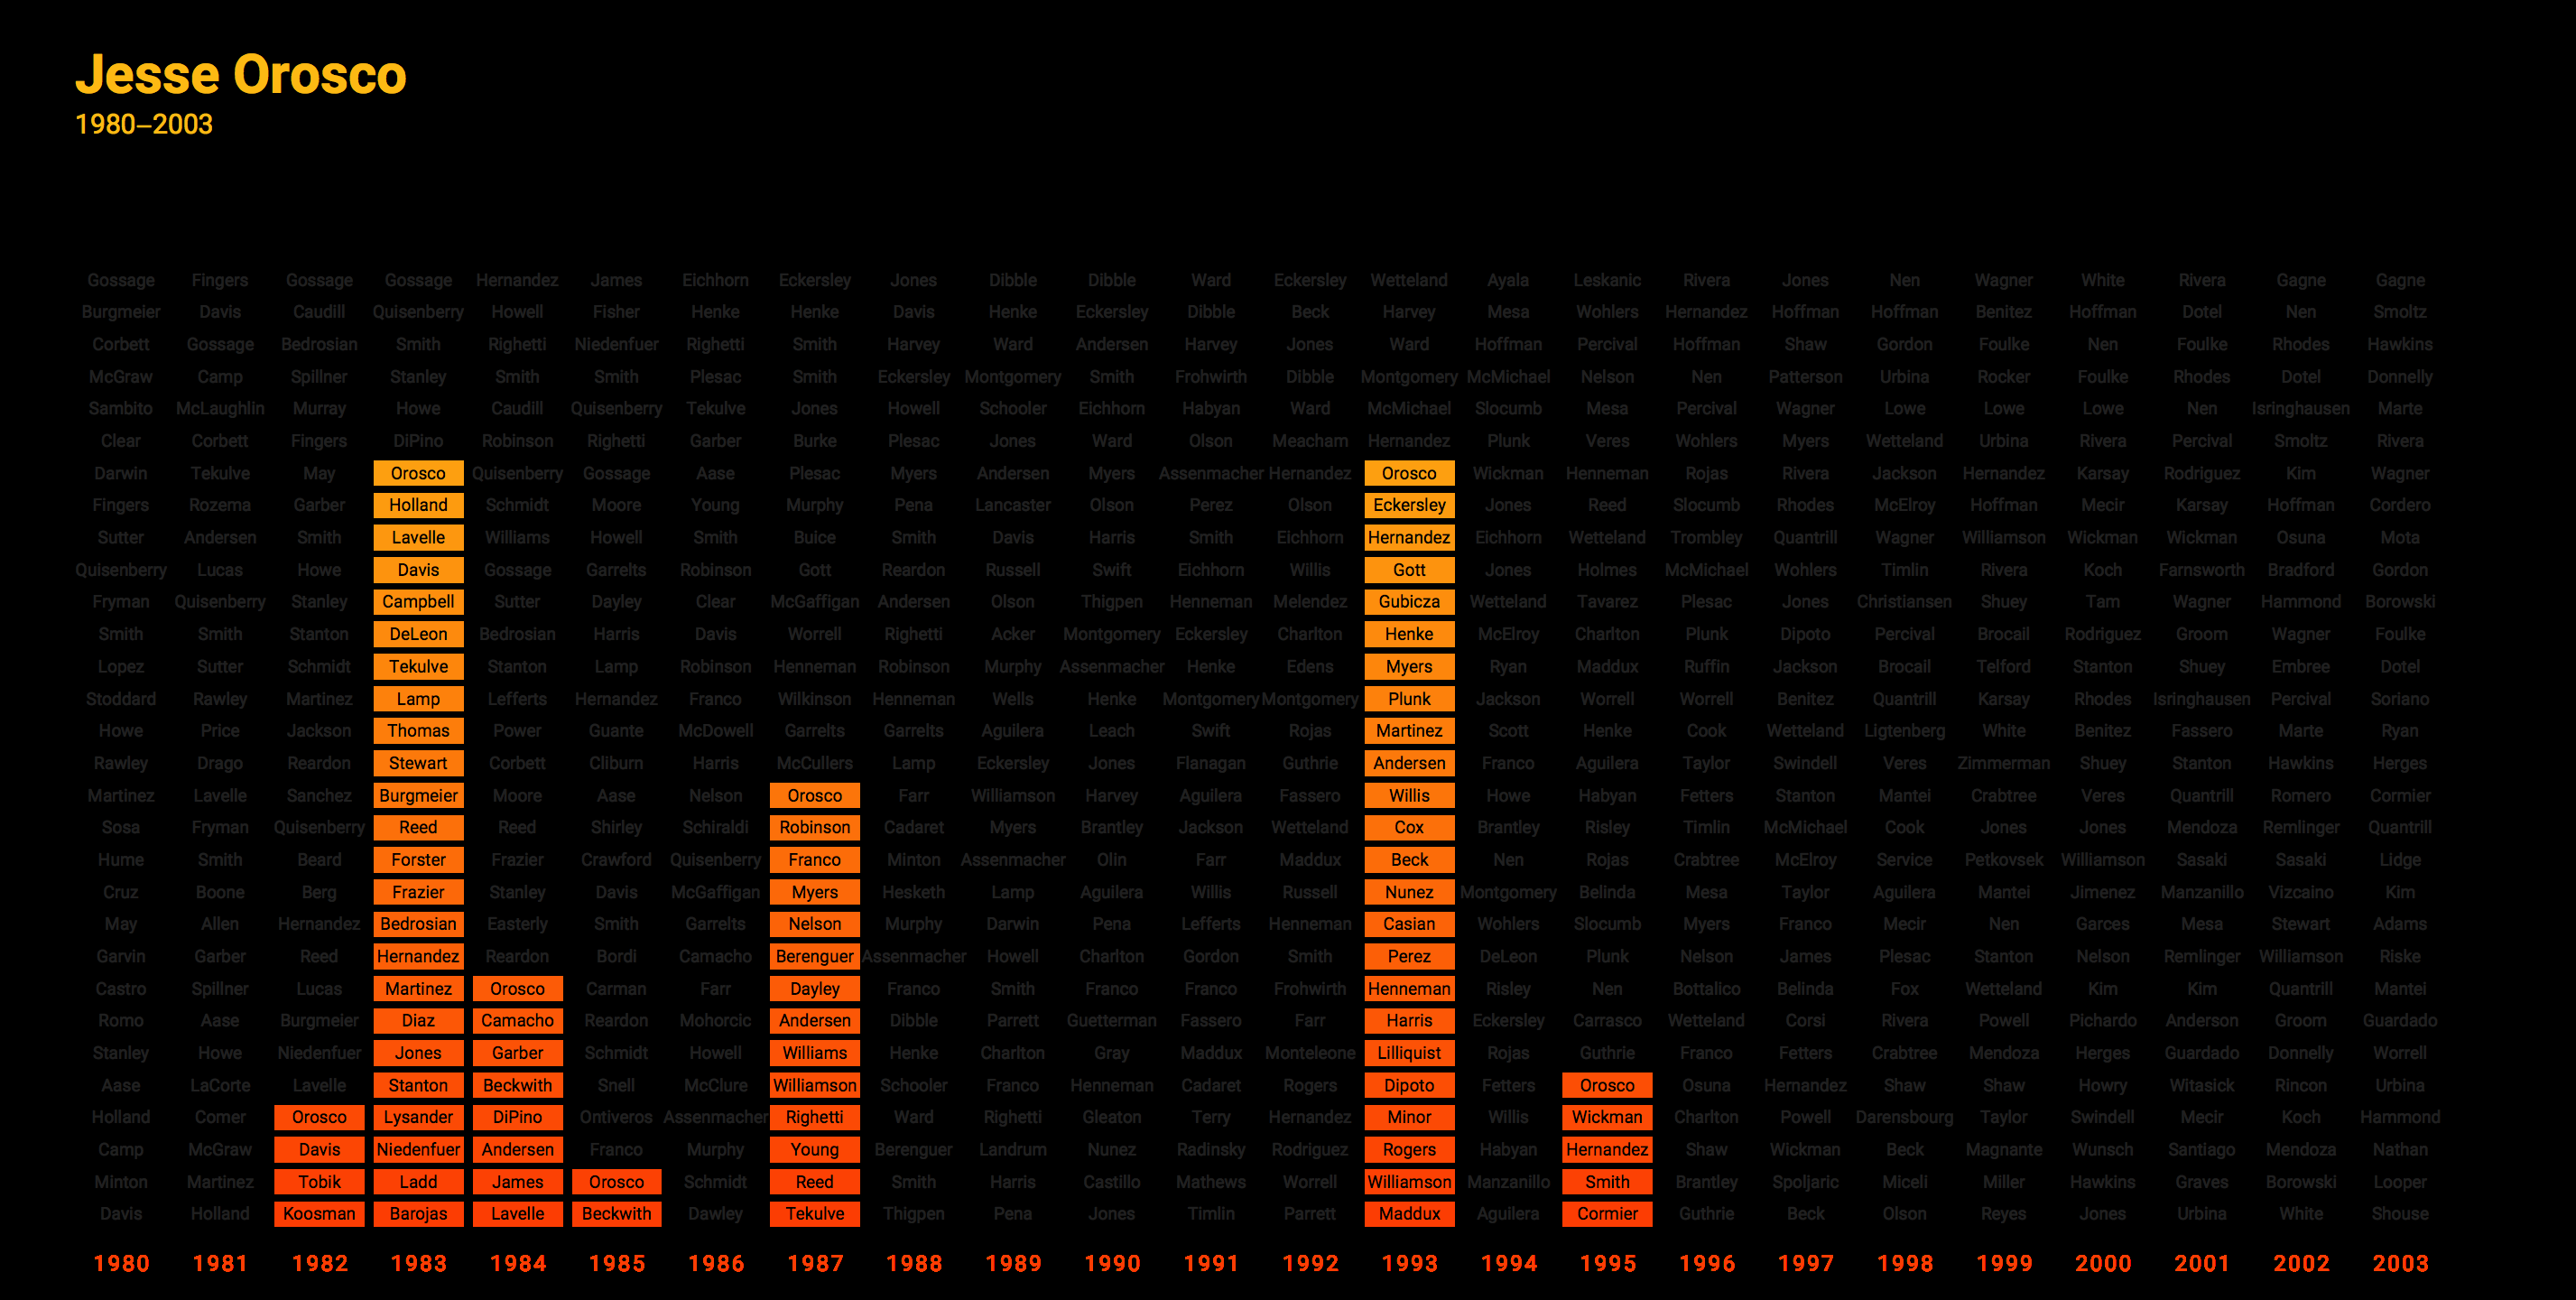 Jesse Orosco
1980–2003
Gossage Fingers Gossage Gossage Hernandez James Eichhorn Eckersley Jones Dibble Dibble Ward Eckersley Wetteland Ayala Leskanic Rivera Jones Nen Wagner White Rivera Gagne Gagne
Burgmeier Davis Caudill Quisenberry Howell Fisher Henke Henke Davis Henke Eckersley Dibble Beck Harvey Mesa Wohlers Hernandez Hoffman Hoffman Benitez Hoffman Dotel Nen Smoltz
Corbett Gossage Bedrosian Smith Righetti Niedenfuer Righetti Smith Harvey Ward Andersen Harvey Jones Ward Hoffman Percival Hoffman Shaw Gordon Foulke Nen Foulke Rhodes Hawkins
McGraw Camp Spillner Stanley Smith Smith Plesac Smith Eckersley Montgomery Smith Frohwirth Dibble Montgomery McMichael Nelson Nen Patterson Urbina Rocker Foulke Rhodes Dotel Donnelly
Sambito McLaughlin Murray Howe Caudill Quisenberry Tekulve Jones Howell Schooler Eichhorn Habyan Ward McMichael Slocumb Mesa Percival Wagner Lowe Lowe Lowe Nen Isringhausen Marte
Clear Corbett Fingers DiPino Robinson Righetti Garber Burke Plesac Jones Ward Olson Meacham Hernandez Plunk Veres Wohlers Myers Wetteland Urbina Rivera Percival Smoltz Rivera
Darwin Tekulve May Orosco Quisenberry Gossage Aase Plesac Myers Andersen Myers Assenmacher Hernandez Orosco Wickman Henneman Rojas Rivera Jackson Hernandez Karsay Rodriguez Kim Wagner
Fingers Rozema Garber Holland Schmidt Moore Young Murphy Pena Lancaster Olson Perez Olson Eckersley Jones Reed Slocumb Rhodes McElroy Hoffman Mecir Karsay Hoffman Cordero
Sutter Andersen Smith Lavelle Williams Howell Smith Buice Smith Davis Harris Smith Eichhorn Hernandez Eichhorn Wetteland Trombley Quantrill Wagner Williamson Wickman Wickman Osuna Mota
Quisenberry Lucas Howe Davis Gossage Garrelts Robinson Gott Reardon Russell Swift Eichhorn Willis Gott Jones Holmes McMichael Wohlers Timlin Rivera Koch Farnsworth Bradford Gordon
Fryman Quisenberry Stanley Campbell Sutter Dayley Clear McGaffigan Andersen Olson Thigpen Henneman Melendez Gubicza Wetteland Tavarez Plesac Jones Christiansen Shuey Tam Wagner Hammond Borowski
Smith Smith Stanton DeLeon Bedrosian Harris Davis Worrell Righetti Acker Montgomery Eckersley Charlton Henke McElroy Charlton Plunk Dipoto Percival Brocail Rodriguez Groom Wagner Foulke
Lopez Sutter Schmidt Tekulve Stanton Lamp Robinson Henneman Robinson Murphy Assenmacher Henke Edens Myers Ryan Maddux Ruffin Jackson Brocail Telford Stanton Shuey Embree Dotel
Stoddard Rawley Martinez Lamp Lefferts Hernandez Franco Wilkinson Henneman Wells Henke Montgomery Montgomery Plunk Jackson Worrell Worrell Benitez Quantrill Karsay Rhodes Isringhausen Percival Soriano
Howe Price Jackson Thomas Power Guante McDowell Garrelts Garrelts Aguilera Leach Swift Rojas Martinez Scott Henke Cook Wetteland Ligtenberg White Benitez Fassero Marte Ryan
Rawley Drago Reardon Stewart Corbett Cliburn Harris McCullers Lamp Eckersley Jones Flanagan Guthrie Andersen Franco Aguilera Taylor Swindell Veres Zimmerman Shuey Stanton Hawkins Herges
Martinez Lavelle Sanchez Burgmeier Moore Aase Nelson Orosco Farr Williamson Harvey Aguilera Fassero Willis Howe Habyan Fetters Stanton Mantei Crabtree Veres Quantrill Romero Cormier
Sosa Fryman Quisenberry Reed Reed Shirley Schiraldi Robinson Cadaret Myers Brantley Jackson Wetteland Cox Brantley Risley Timlin McMichael Cook Jones Jones Mendoza Remlinger Quantrill
Hume Smith Beard Forster Frazier Crawford Quisenberry Franco Minton Assenmacher Olin Farr Maddux Beck Nen Rojas Crabtree McElroy Service Petkovsek Williamson Sasaki Sasaki Lidge
Cruz Boone Berg Frazier Stanley Davis McGaffigan Myers Hesketh Lamp Aguilera Willis Russell Nunez Montgomery Belinda Mesa Taylor Aguilera Mantei Jimenez Manzanillo Vizcaino Kim
May Allen Hernandez Bedrosian Easterly Smith Garrelts Nelson Murphy Darwin Pena Lefferts Henneman Casian Wohlers Slocumb Myers Franco Mecir Nen Garces Mesa Stewart Adams
Garvin Garber Reed Hernandez Reardon Bordi Camacho Berenguer Assenmacher Howell Charlton Gordon Smith Perez DeLeon Plunk Nelson James Plesac Stanton Nelson Remlinger Williamson Riske
Castro Spillner Lucas Martinez Orosco Carman Farr Dayley Franco Smith Franco Franco Frohwirth Henneman Risley Nen Bottalico Belinda Fox Wetteland Kim Kim Quantrill Mantei
Romo Aase Burgmeier Diaz Camacho Reardon Mohorcic Andersen Dibble Parrett Guetterman Fassero Farr Harris Eckersley Carrasco Wetteland Corsi Rivera Powell Pichardo Anderson Groom Guardado
Stanley Howe Niedenfuer Jones Garber Schmidt Howell Williams Henke Charlton Gray Maddux Monteleone Lilliquist Rojas Guthrie Franco Fetters Crabtree Mendoza Herges Guardado Donnelly Worrell
Aase LaCorte Lavelle Stanton Beckwith Snell McClure Williamson Schooler Franco Henneman Cadaret Rogers Dipoto Fetters Orosco Osuna Hernandez Shaw Shaw Howry Witasick Rincon Urbina
Holland Comer Orosco Lysander DiPino Ontiveros Assenmacher Righetti Ward Righetti Gleaton Terry Hernandez Minor Willis Wickman Charlton Powell Darensbourg Taylor Swindell Mecir Koch Hammond
Camp McGraw Davis Niedenfuer Andersen Franco Murphy Young Berenguer Landrum Nunez Radinsky Rodriguez Rogers Habyan Hernandez Shaw Wickman Beck Magnante Wunsch Santiago Mendoza Nathan
Minton Martinez Tobik Ladd James Orosco Schmidt Reed Smith Harris Castillo Mathews Worrell Williamson Manzanillo Smith Brantley Spoljaric Miceli Miller Hawkins Graves Borowski Looper
Davis Holland Koosman Barojas Lavelle Beckwith Dawley Tekulve Thigpen Pena Jones Timlin Parrett Maddux Aguilera Cormier Guthrie Beck Olson Reyes Jones Urbina White Shouse
1980 1981 1982 1983 1984 1985 1986 1987 1988 1989 1990 1991 1992 1993 1994 1995 1996 1997 1998 1999 2000 2001 2002 2003